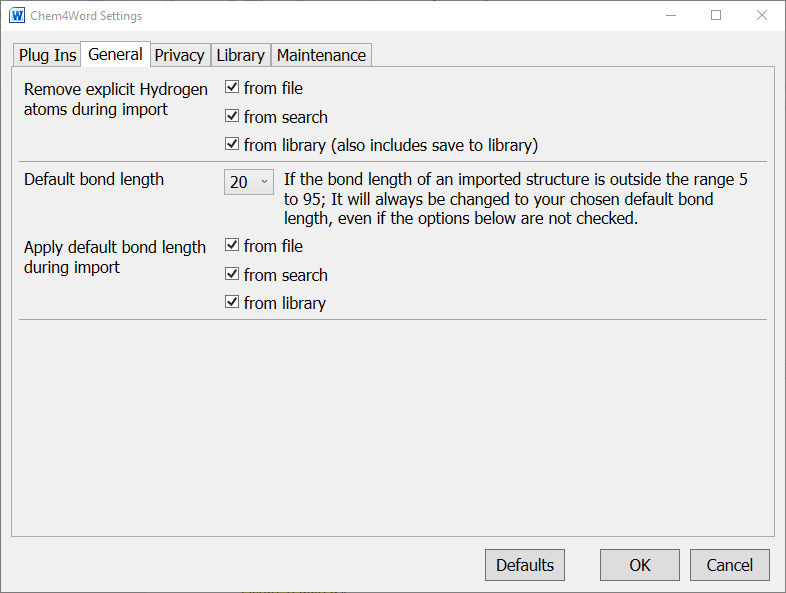 Chem4Word Settings
Plug Ins General Privacy Library Maintenance
Remove explicit Hydrogen
atoms during import
from file
from search
from library (also includes save to library)
Default bond length
20
If the bond length of an imported structure is outside the range 5
to 95; It will always be changed to your chosen default bond
length, even if the options below are not checked.
Apply default bond length
during import
from file
from search
from library
Defaults OK Cancel